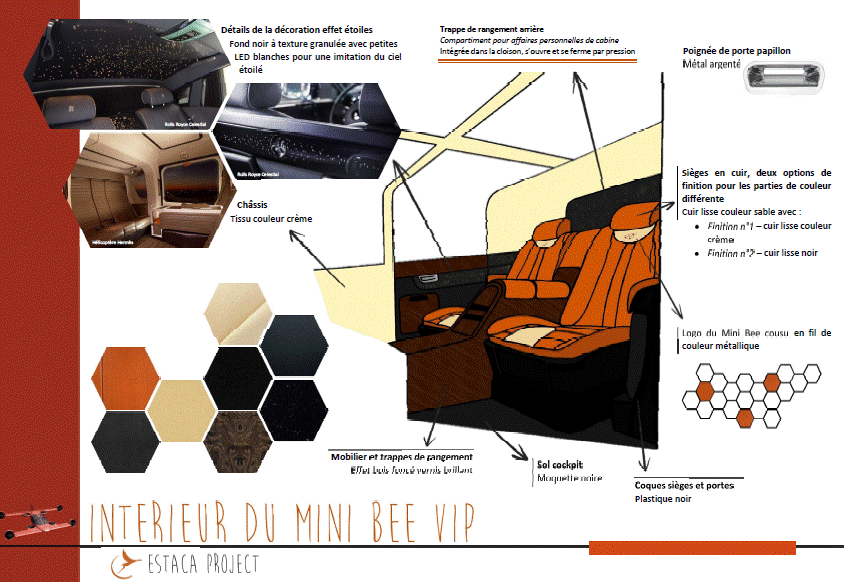 Détails de la décoration effet étoiles
Fond noir à texture granulée avec petites
LED blanches pour une imitation du ciel
étoilé
Rolls Royce Celestial
Rolls Royce Celestial
Hélicoptère Hermès
Châssis
Tissu couleur crème
Trappe de rangement arrière
Compartiment pour affaires personnelles de cabine
Intégrée dans la cloison, s'ouvre et se ferme par pression
Poignée de porte papillon
Métal argenté
Sièges en cuir, deux options de
finition pour les parties de couleur
différente
Cuir lisse couleur sable avec :
• Finition n°1 – cuir lisse couleur
crème
• Finition n°2 – cuir lisse noir
Logo du Mini Bee cousu en fil de
couleur métallique
Mobilier et trappes de rangement
Effet bois foncé vernis brillant
Sol cockpit
Moquette noire
Coques sièges et portes
Plastique noir
INTERIEUR DU MINI BEE VIP
ESTACA PROJECT